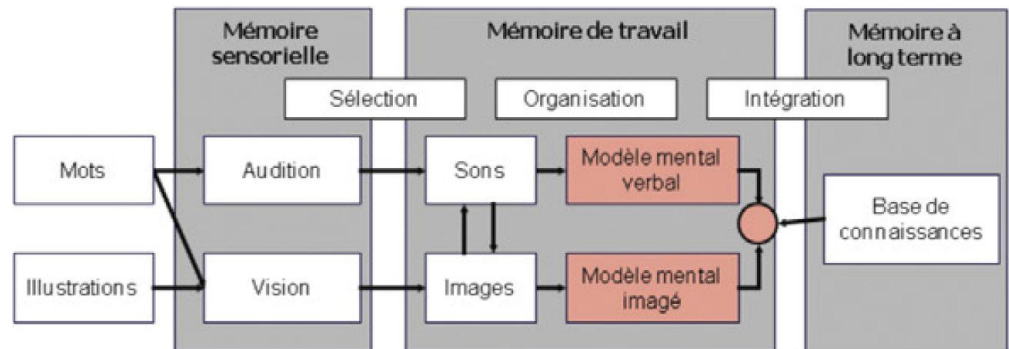 Mémoire
sensorielle
Mémoire de travail
Mémoire à
long terme
Sélection
Organisation
Intégration
Mots
Audition
Sons
Modèle mental
verbal
Base de
connaissances
Illustrations
Vision
Images
Modèle mental
imagé